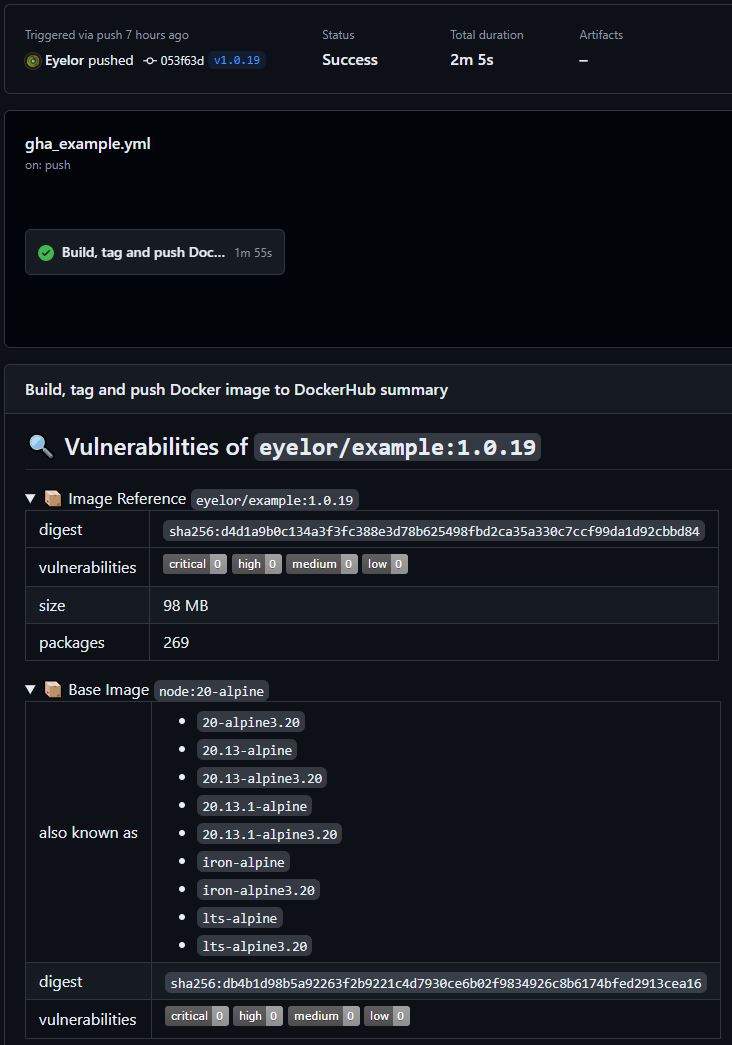 Triggered via push 7 hours ago
Status
Total duration
Artifacts
Eyelor pushed 053f63d v1.0.19
Success
2m 5s
–
gha_example.yml
on: push
Build, tag and push Doc... 1m 55s
Build, tag and push Docker image to DockerHub summary
Vulnerabilities of eyelor/example:1.0.19
Image Reference eyelor/example:1.0.19
digest sha256:d4d1a9b0c134a3f3fc388e3d78b625498fbd2ca35a330c7ccf99da1d92cbbd84
vulnerabilities critical 0 high 0 medium 0 low 0
size 98 MB
packages 269
Base Image node:20-alpine
also known as
20-alpine3.20
20.13-alpine
20.13-alpine3.20
20.13.1-alpine
20.13.1-alpine3.20
iron-alpine
iron-alpine3.20
lts-alpine
lts-alpine3.20
digest sha256:db4b1d98b5a92263f2b9221c4d7930ce6b02f9834926c8b6174bfed2913cea16
vulnerabilities critical 0 high 0 medium 0 low 0